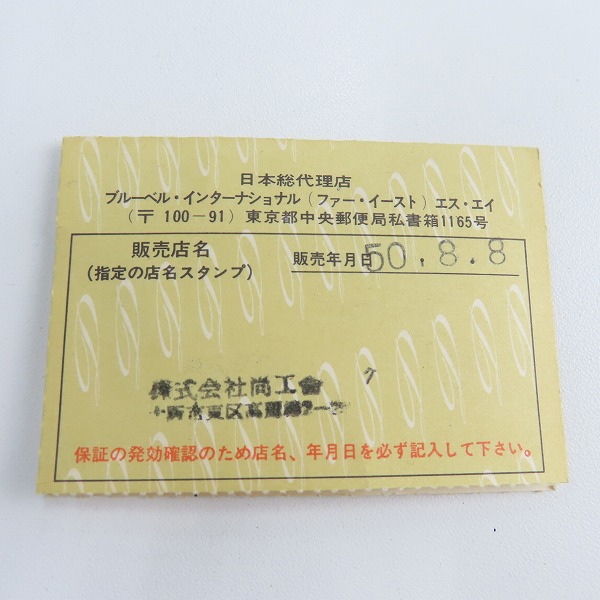 日本総代理店
ブルーベル・インターナショナル（ファー・イースト）エス・エイ
（〒 100－91）東京都中央郵便局私書箱1165号
販売店名
（指定の店名スタンプ）
販売年月日 50.8.8
株式会社尚工舎
保証の発効確認のため店名、年月日を必ず記入して下さい。